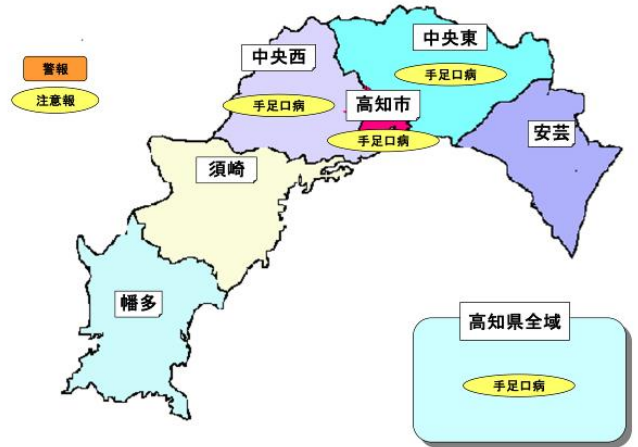 警報
注意報
中央西
手足口病
中央東
手足口病
高知市
手足口病
安芸
須崎
幡多
高知県全域
手足口病